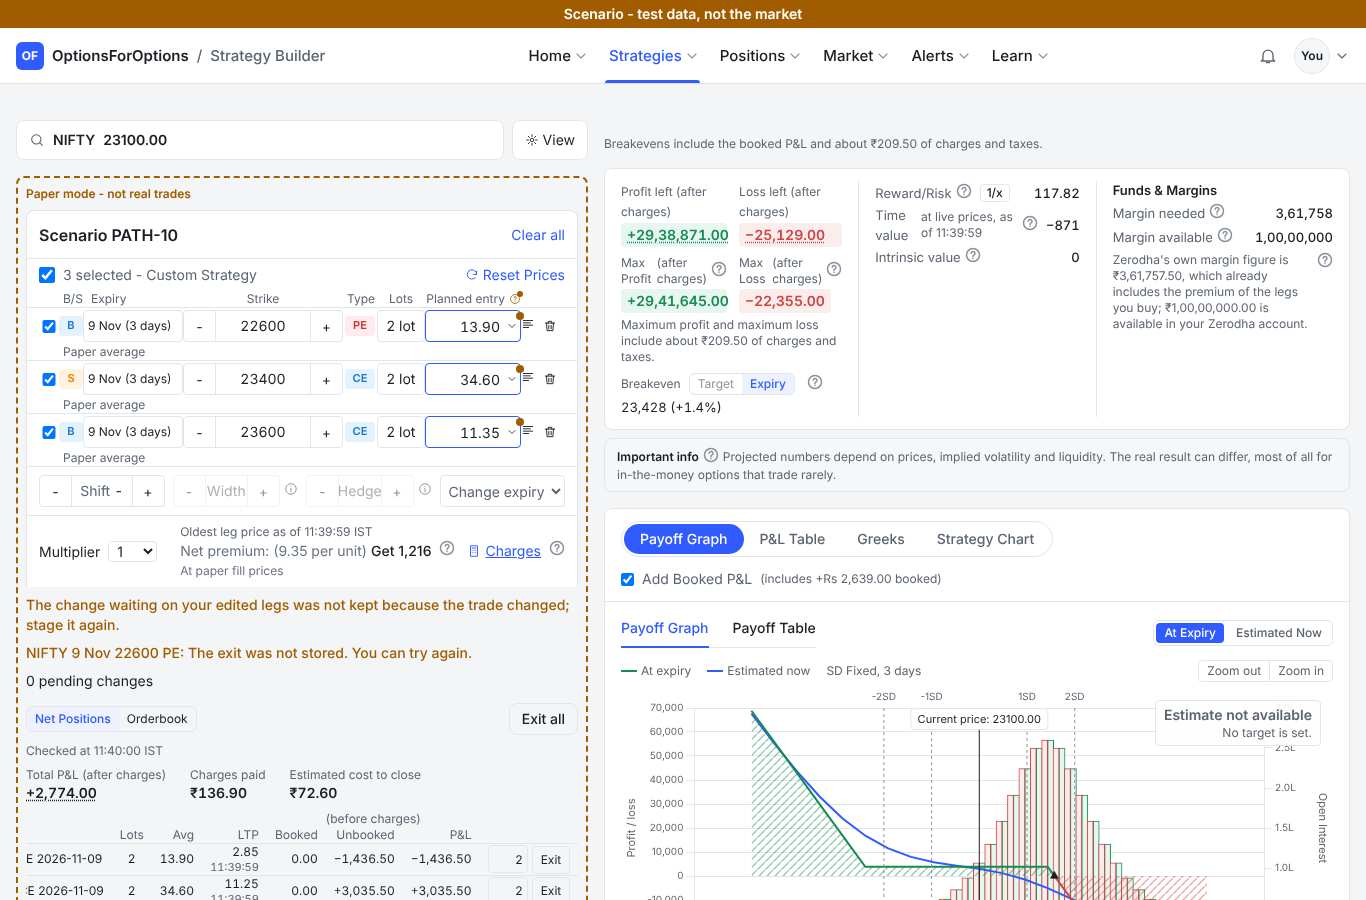 Scenario - test data, not the market
OF OptionsForOptions / Strategy Builder
Home Strategies Positions Market Alerts Learn
You
NIFTY 23100.00
View
Paper mode - not real trades
Scenario PATH-10
Clear all
3 selected - Custom Strategy
Reset Prices
B/S Expiry Strike Type Lots Planned entry
B 9 Nov (3 days) - 22600 + PE 2 lot 13.90
Paper average
S 9 Nov (3 days) - 23400 + CE 2 lot 34.60
Paper average
B 9 Nov (3 days) - 23600 + CE 2 lot 11.35
Paper average
- Shift - + - Width + - Hedge + Change expiry
Multiplier 1
Oldest leg price as of 11:39:59 IST
Net premium: (9.35 per unit) Get 1,216
At paper fill prices
Charges
The change waiting on your edited legs was not kept because the trade changed;
stage it again.
NIFTY 9 Nov 22600 PE: The exit was not stored. You can try again.
0 pending changes
Net Positions Orderbook
Exit all
Checked at 11:40:00 IST
Total P&L (after charges) Charges paid Estimated cost to close
+2,774.00 ₹136.90 ₹72.60
(before charges)
Lots Avg LTP Booked Unbooked P&L
E 2026-11-09 2 13.90 2.85 0.00 −1,436.50 −1,436.50 2 Exit
11:39:59
E 2026-11-09 2 34.60 11.25 0.00 +3,035.50 +3,035.50 2 Exit
11:39:59
Breakevens include the booked P&L and about ₹209.50 of charges and taxes.
Profit left (after charges)
+29,38,871.00
Loss left (after charges)
−25,129.00
Max Profit (after charges)
+29,41,645.00
Max Loss (after charges)
−22,355.00
Maximum profit and maximum loss
include about ₹209.50 of charges and
taxes.
Breakeven Target Expiry
23,428 (+1.4%)
Reward/Risk 1/x 117.82
Time value at live prices, as of 11:39:59 −871
Intrinsic value 0
Funds & Margins
Margin needed 3,61,758
Margin available 1,00,00,000
Zerodha's own margin figure is
₹3,61,757.50, which already
includes the premium of the legs
you buy; ₹1,00,00,000.00 is
available in your Zerodha account.
Important info Projected numbers depend on prices, implied volatility and liquidity. The real result can differ, most of all for
in-the-money options that trade rarely.
Payoff Graph P&L Table Greeks Strategy Chart
Add Booked P&L (includes +Rs 2,639.00 booked)
Payoff Graph Payoff Table
At Expiry Estimated Now
At expiry Estimated now SD Fixed, 3 days
Zoom out Zoom in
-2SD -1SD 1SD 2SD
Current price: 23100.00
Estimate not available
No target is set.
70,000
60,000
50,000
40,000
30,000
20,000
10,000
0
-10,000
Profit / loss
2.5L
2.0L
1.5L
1.0L
Open Interest